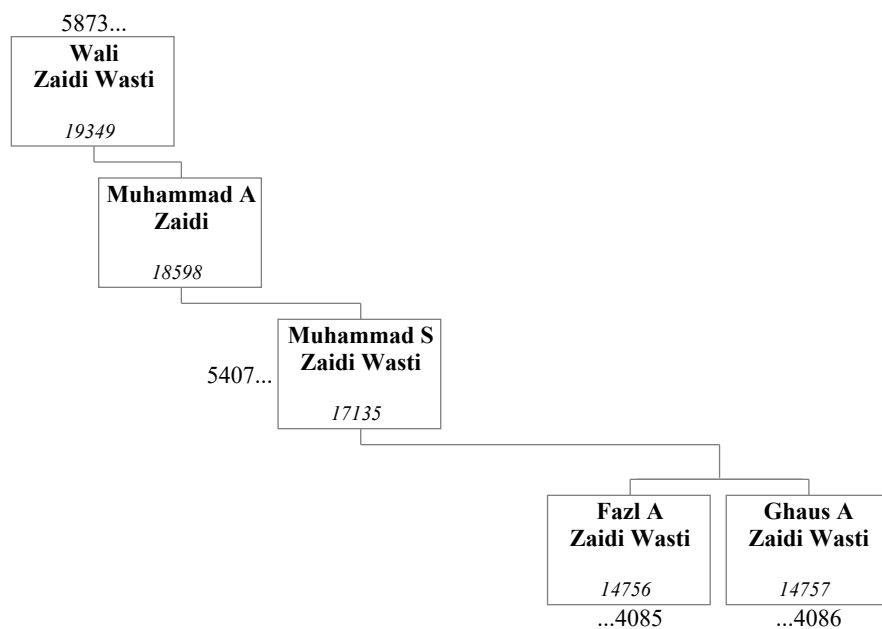 5873...
Wali
Zaidi Wasti
19349
Muhammad A
Zaidi
18598
Muhammad S
Zaidi Wasti
5407...
17135
Fazl A
Zaidi Wasti
14756
...4085
Ghaus A
Zaidi Wasti
14757
...4086